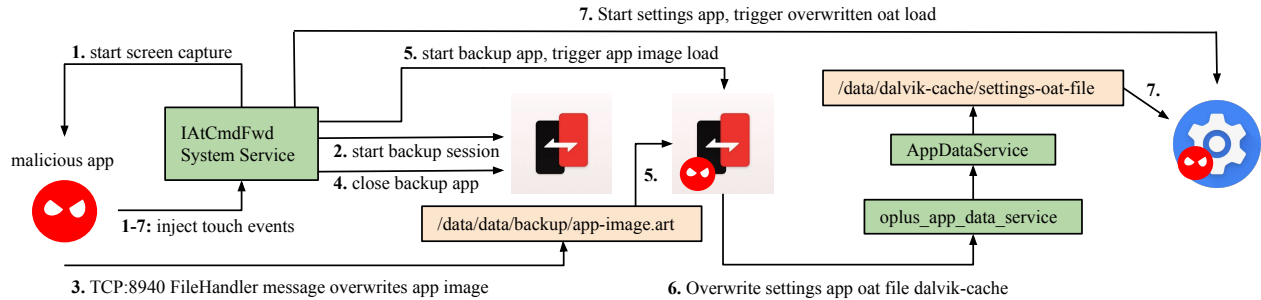 7. Start settings app, trigger overwritten oat load
1. start screen capture
5. start backup app, trigger app image load
/data/dalvik-cache/settings-oat-file
7.
IAtCmdFwd
System Service
malicious app
2. start backup session
4. close backup app
5.
AppDataService
1-7: inject touch events
/data/data/backup/app-image.art
oplus_app_data_service
3. TCP:8940 FileHandler message overwrites app image
6. Overwrite settings app oat file dalvik-cache